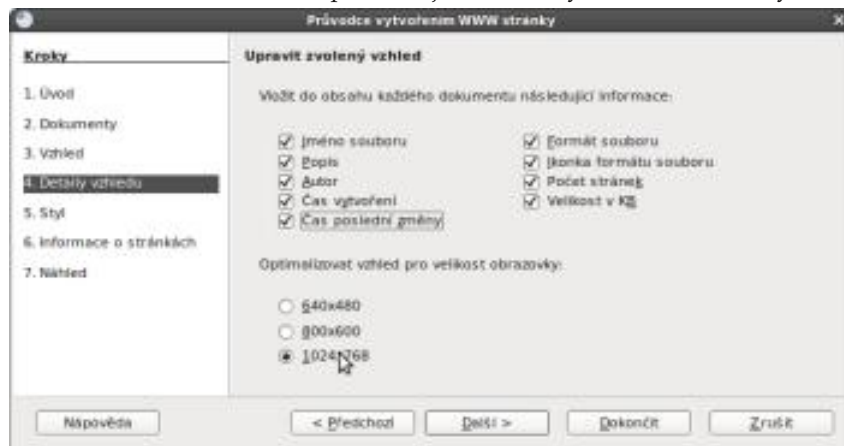 Průvodce vytvořením WWW stránky
Kroky
1. Úvod
2. Dokumenty
3. Vzhled
4. Detaily vzhledu
5. Styl
6. Informace o stránkách
7. Náhled
Upravit zvolený vzhled
Vložit do obsahu každého dokumentu následující informace:
Jméno souboru
Popis
Autor
Čas vytvoření
Čas poslední změny
Formát souboru
Ikonka formátu souboru
Počet stránek
Velikost v KB
Optimalizovat vzhled pro velikost obrazovky:
640x480
800x600
1024x768
Nápověda
< Předchozí
Další >
Dokončit
Zrušit